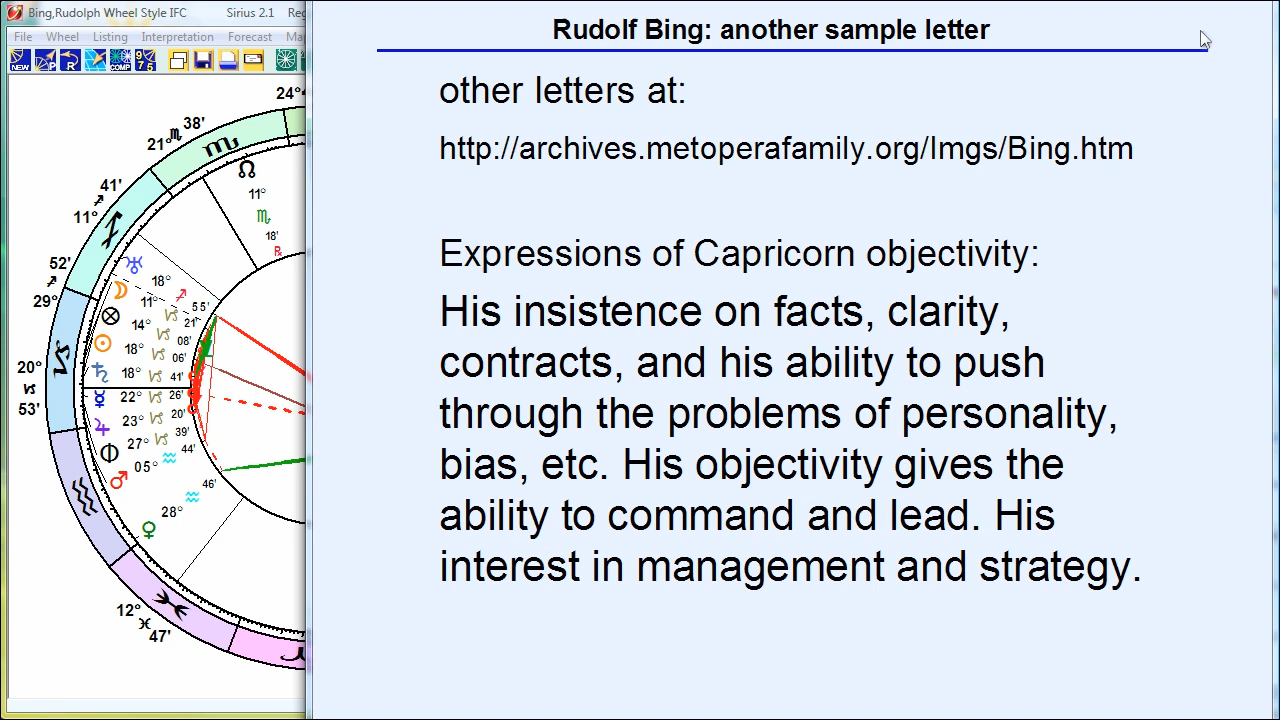 Bing,Rudolph Wheel Style IFC Sirius 2.1 Reg
File Wheel Listing Interpretation Forecast Ma
NEW P R COMP
Rudolf Bing: another sample letter
other letters at:
http://archives.metoperafamily.org/Imgs/Bing.htm
Expressions of Capricorn objectivity:
His insistence on facts, clarity,
contracts, and his ability to push
through the problems of personality,
bias, etc. His objectivity gives the
ability to command and lead. His
interest in management and strategy.
24°
21° ♏ 38'
41'
♐
11°
52'
♐
29°
20°
♑
53'
12°
♓
47'
☊
11°
♏
18'
℞
♅ 18° ♐ 55'
☽ 11° ♑ 21'
⊗ 14° ♑ 08'
☉ 18° ♑ 06'
♄ 18° ♑ 41'
☿ 22° ♑ 26'
♃ 23° ♑ 20'
27° ♑ 39'
♂ 05° ♒ 44'
♀ 28° ♒ 46'